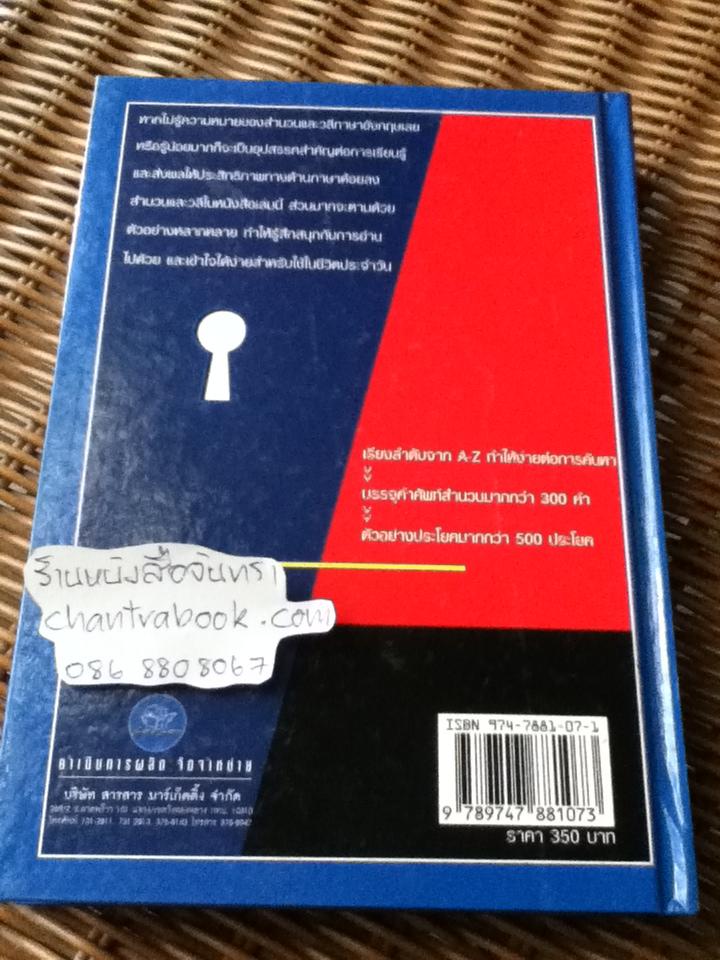 หากไม่รู้ความหมายของสำนวนและวลีภาษาอังกฤษเลย
หรือรู้น้อยมากก็จะเป็นอุปสรรคสำคัญต่อการเรียนรู้
และส่งผลให้ประสิทธิภาพทางด้านภาษาด้อยลง
สำนวนและวลีในหนังสือเล่มนี้ ส่วนมากจะตามด้วย
ตัวอย่างหลากหลาย ทำให้รู้สึกสนุกกับการอ่าน
ไปด้วย และเข้าใจได้ง่ายสำหรับใช้ในชีวิตประจำวัน
เรียงลำดับจาก A-Z ทำให้ง่ายต่อการค้นหา
บรรจุคำศัพท์สำนวนมากกว่า 300 คำ
ตัวอย่างประโยคมากกว่า 500 ประโยค
ร้านหนังสือจันทรา
chantrabook.com
086 8808067
ดำเนินการผลิต จัดจำหน่าย
บริษัท สารสาร มาร์เก็ตติ้ง จำกัด
ISBN 974-7881-07-1
9 789747 881073
ราคา 350 บาท